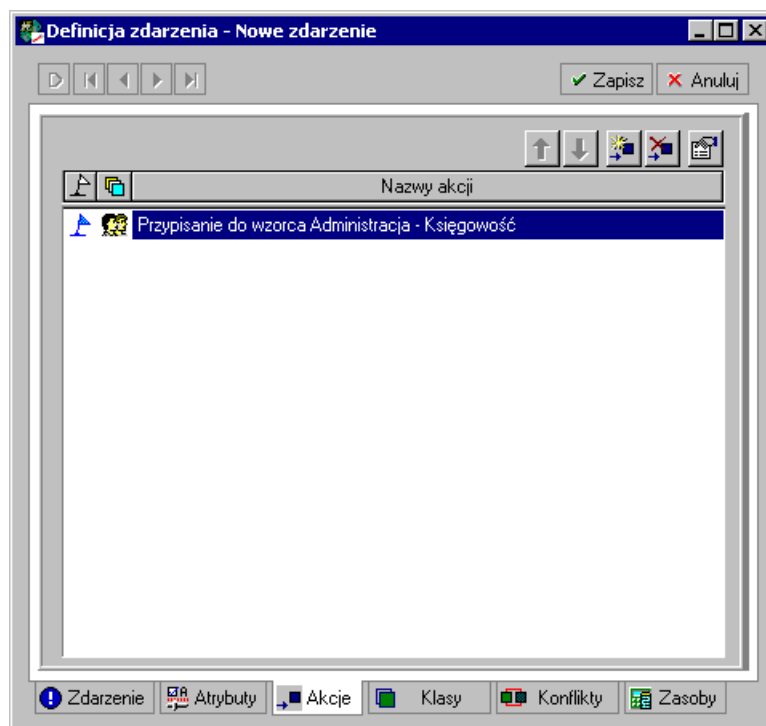 Definicja zdarzenia - Nowe zdarzenie
Zapisz Anuluj
Nazwy akcji
Przypisanie do wzorca Administracja - Księgowość
Zdarzenie Atrybuty Akcje Klasy Konflikty Zasoby